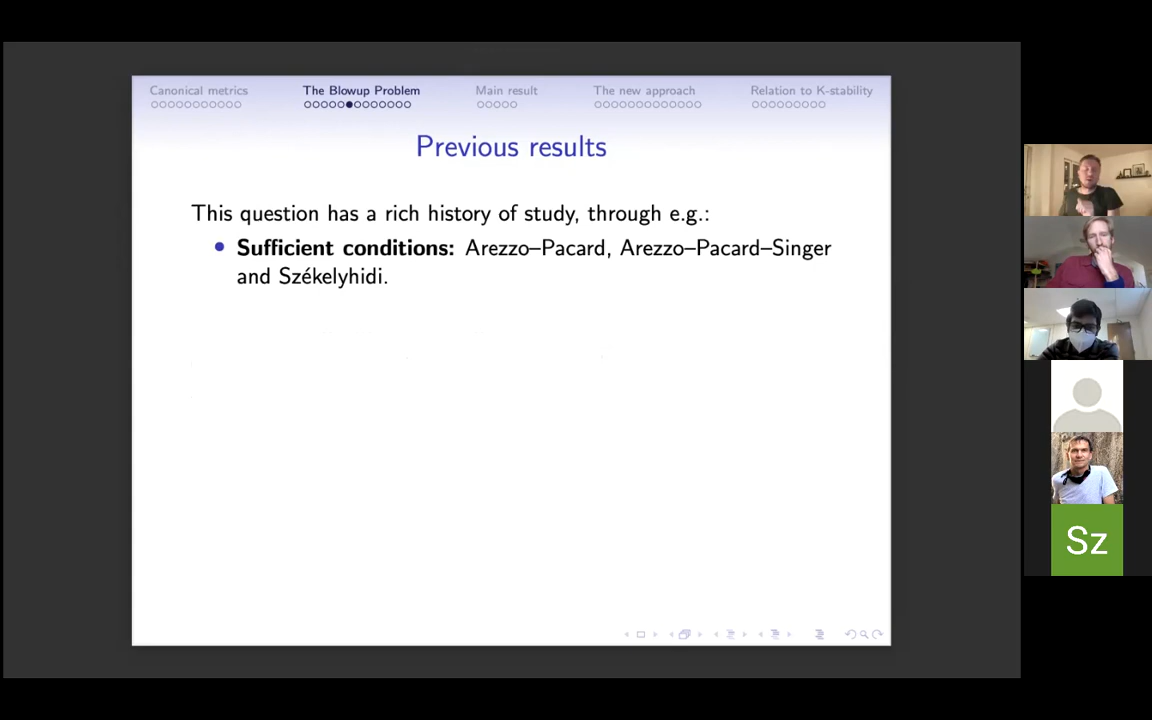 Canonical metrics The Blowup Problem Main result The new approach Relation to K-stability
Previous results
This question has a rich history of study, through e.g.:
Sufficient conditions: Arezzo–Pacard, Arezzo–Pacard–Singer
and Székelyhidi.
Sz